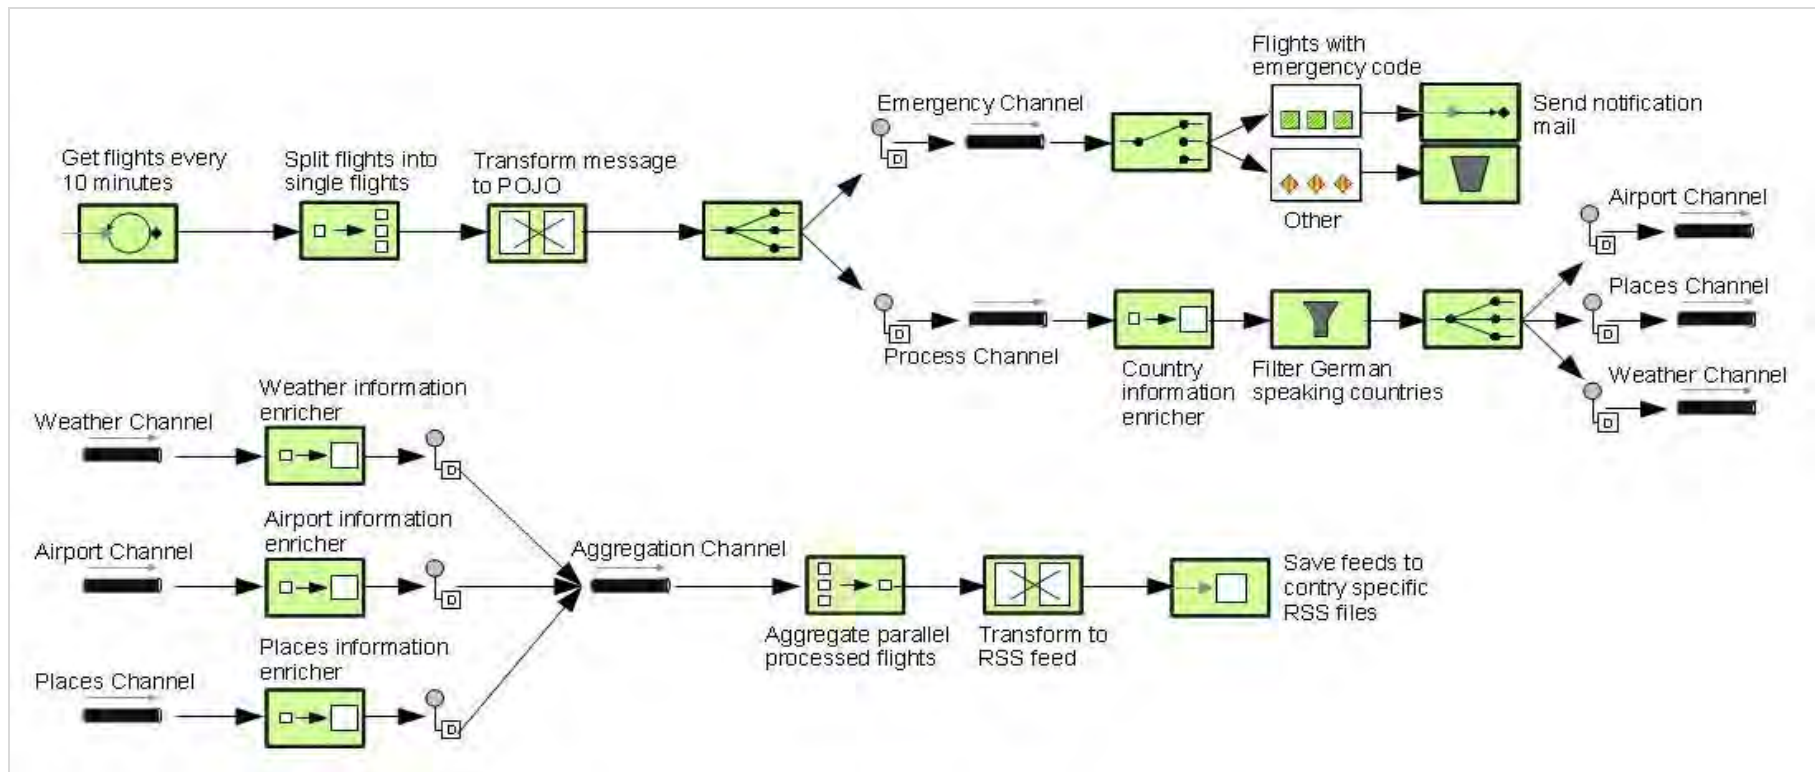 Get flights every
10 minutes
Split flights into
single flights
Transform message
to POJO
Emergency Channel
D
Flights with
emergency code
Send notification
mail
Other
Process Channel
D
Country
information
enricher
Filter German
speaking countries
Airport Channel
D
Places Channel
D
Weather Channel
D
Weather Channel
Weather information
enricher
D
Airport Channel
Airport information
enricher
D
Places Channel
Places information
enricher
D
Aggregation Channel
Aggregate parallel
processed flights
Transform to
RSS feed
Save feeds to
contry specific
RSS files